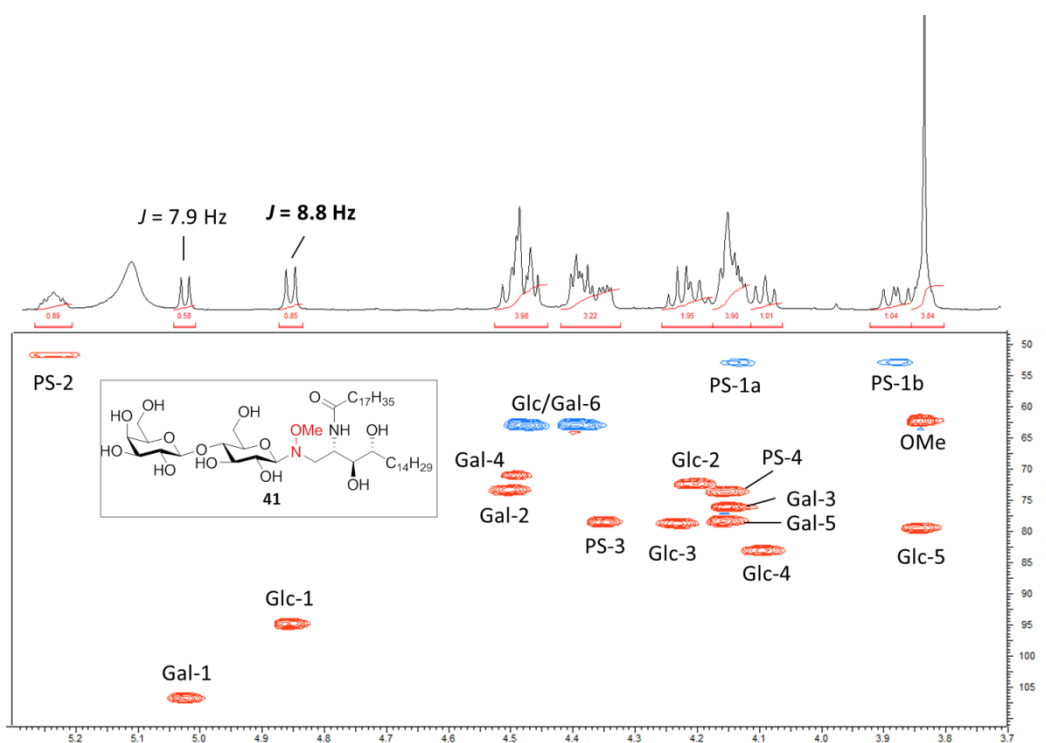 J = 7.9 Hz
J = 8.8 Hz
0.89
0.58
0.85
3.98
3.22
1.95
3.90
1.01
1.04
3.84
PS-2
PS-1a
PS-1b
Glc/Gal-6
OMe
Gal-4
Glc-2
PS-4
Gal-3
Gal-2
Gal-5
PS-3
Glc-3
Glc-4
Glc-5
Glc-1
Gal-1
O
C17H35
OH
HO
OH
OMe
NH
OH
O
O
O
HO
O
N
C14H29
HO
OH
HO
OH
OH
41
50
55
60
65
70
75
80
85
90
95
100
105
5.2
5.1
5.0
4.9
4.8
4.7
4.6
4.5
4.4
4.3
4.2
4.1
4.0
3.9
3.8
3.7